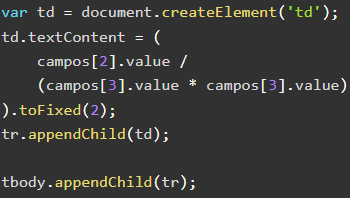 var td = document.createElement('td');
td.textContent = (
    campos[2].value /
    (campos[3].value * campos[3].value)
).toFixed(2);
tr.appendChild(td);

tbody.appendChild(tr);